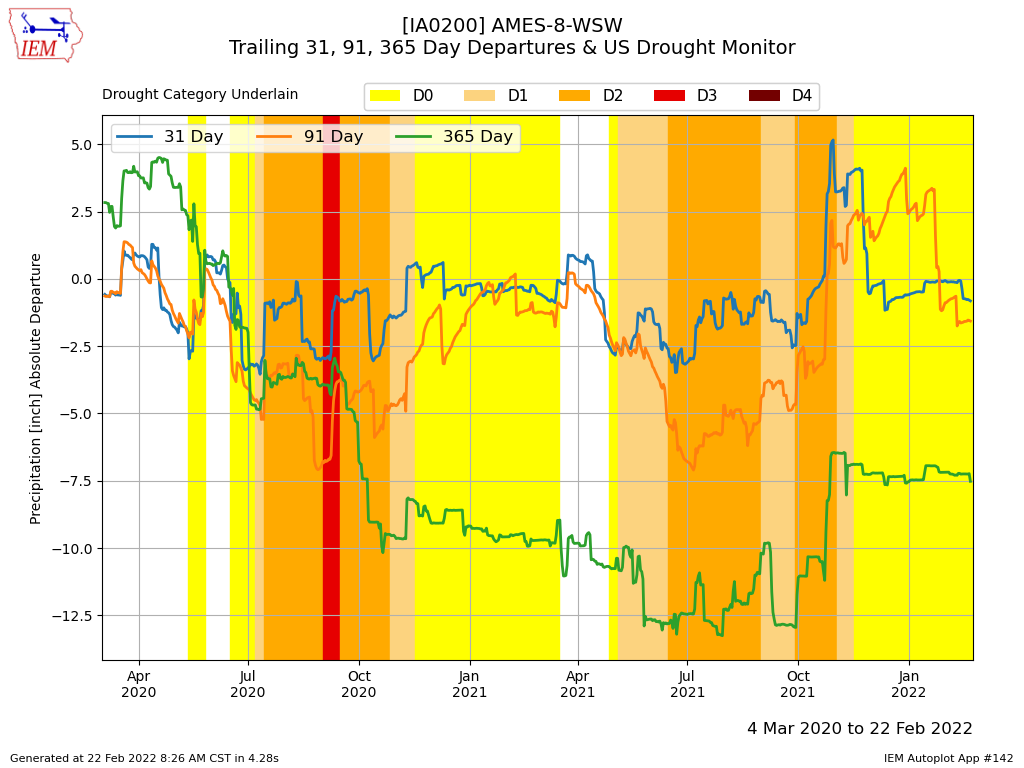 IEM
[IA0200] AMES-8-WSW
Trailing 31, 91, 365 Day Departures & US Drought Monitor
Drought Category Underlain
D0 D1 D2 D3 D4
31 Day 91 Day 365 Day
Precipitation [inch] Absolute Departure
5.0
2.5
0.0
−2.5
−5.0
−7.5
−10.0
−12.5
Apr Jul Oct Jan Apr Jul Oct Jan
2020 2020 2020 2021 2021 2021 2021 2022
4 Mar 2020 to 22 Feb 2022
Generated at 22 Feb 2022 8:26 AM CST in 4.28s
IEM Autoplot App #142